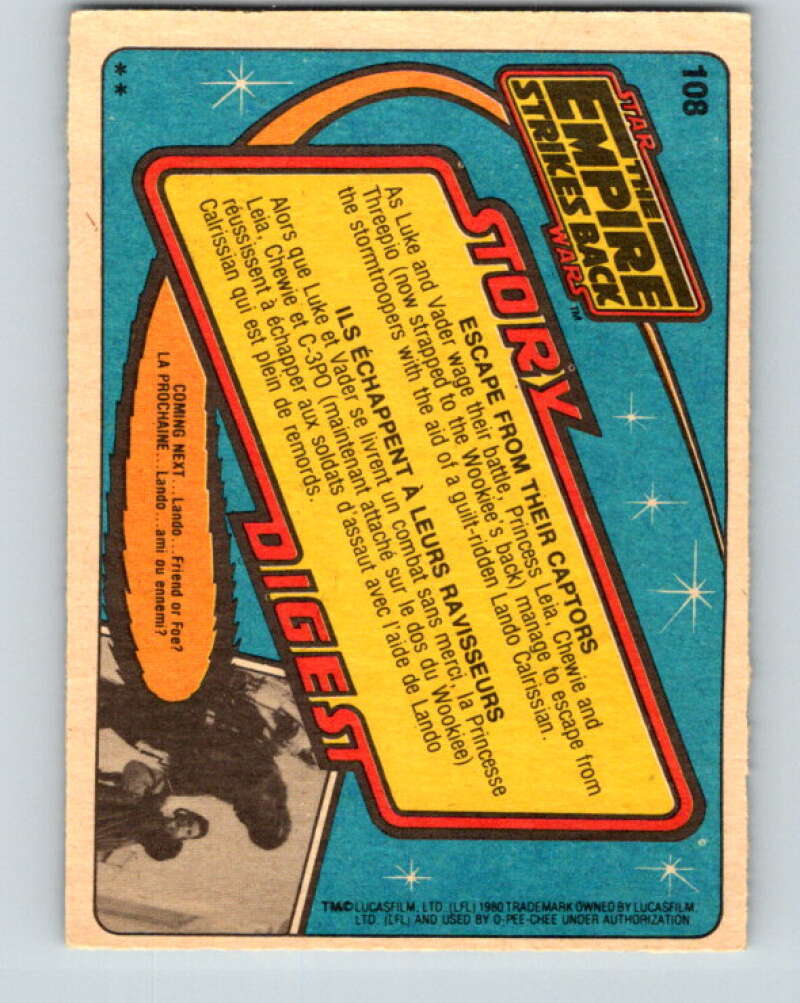 108
STAR
THE
EMPIRE
STRIKES BACK
WARS™
STORY
ESCAPE FROM THEIR CAPTORS
As Luke and Vader wage their battle, Princess Leia, Chewie and
Threepio (now strapped to the Wookiee's back) manage to escape from
the stormtroopers with the aid of a guilt-ridden Lando Calrissian.
ILS ÉCHAPPENT À LEURS RAVISSEURS
Alors que Luke et Vader se livrent un combat sans merci, la Princesse
Leia, Chewie et C-3PO (maintenant attaché sur le dos du Wookiee)
réussissent à échapper aux soldats d'assaut avec l'aide de Lando
Calrissian qui est plein de remords.
DIGEST
COMING NEXT...Lando...Friend or Foe?
LA PROCHAINE...Lando...ami ou ennemi?
**
TM© LUCASFILM, LTD. (LFL) 1980 TRADEMARK OWNED BY LUCASFILM,
LTD. (LFL) AND USED BY O-PEE-CHEE UNDER AUTHORIZATION